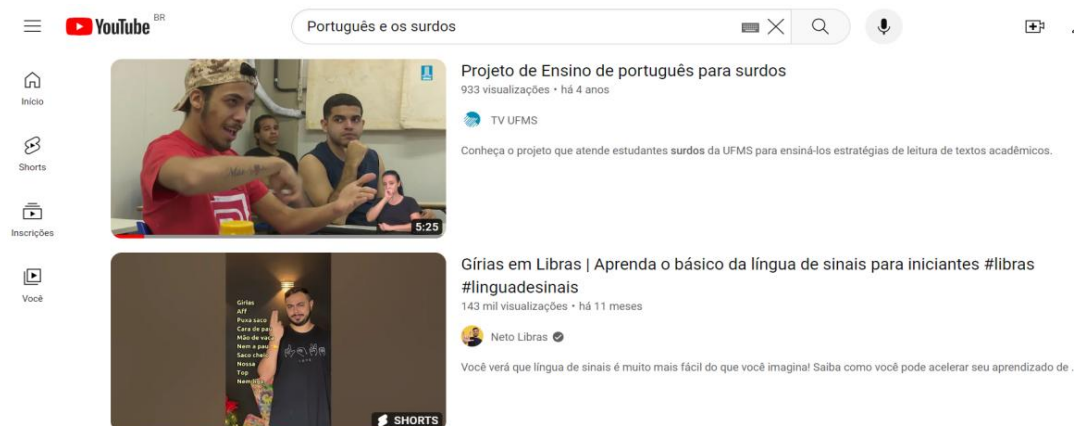 YouTube BR
Português e os surdos
Início
Shorts
Inscrições
Você
5:25
Projeto de Ensino de português para surdos
933 visualizações • há 4 anos
TV UFMS
Conheça o projeto que atende estudantes surdos da UFMS para ensiná-los estratégias de leitura de textos acadêmicos.
Gírias
Aff
Puxa saco
Cara de pau
Mão de vaca
Nem a pau
Saco cheio
Nossa
Top
SHORTS
Gírias em Libras | Aprenda o básico da língua de sinais para iniciantes #libras
#linguadesinais
143 mil visualizações • há 11 meses
Neto Libras
Você verá que língua de sinais é muito mais fácil do que você imagina! Saiba como você pode acelerar seu aprendizado de .